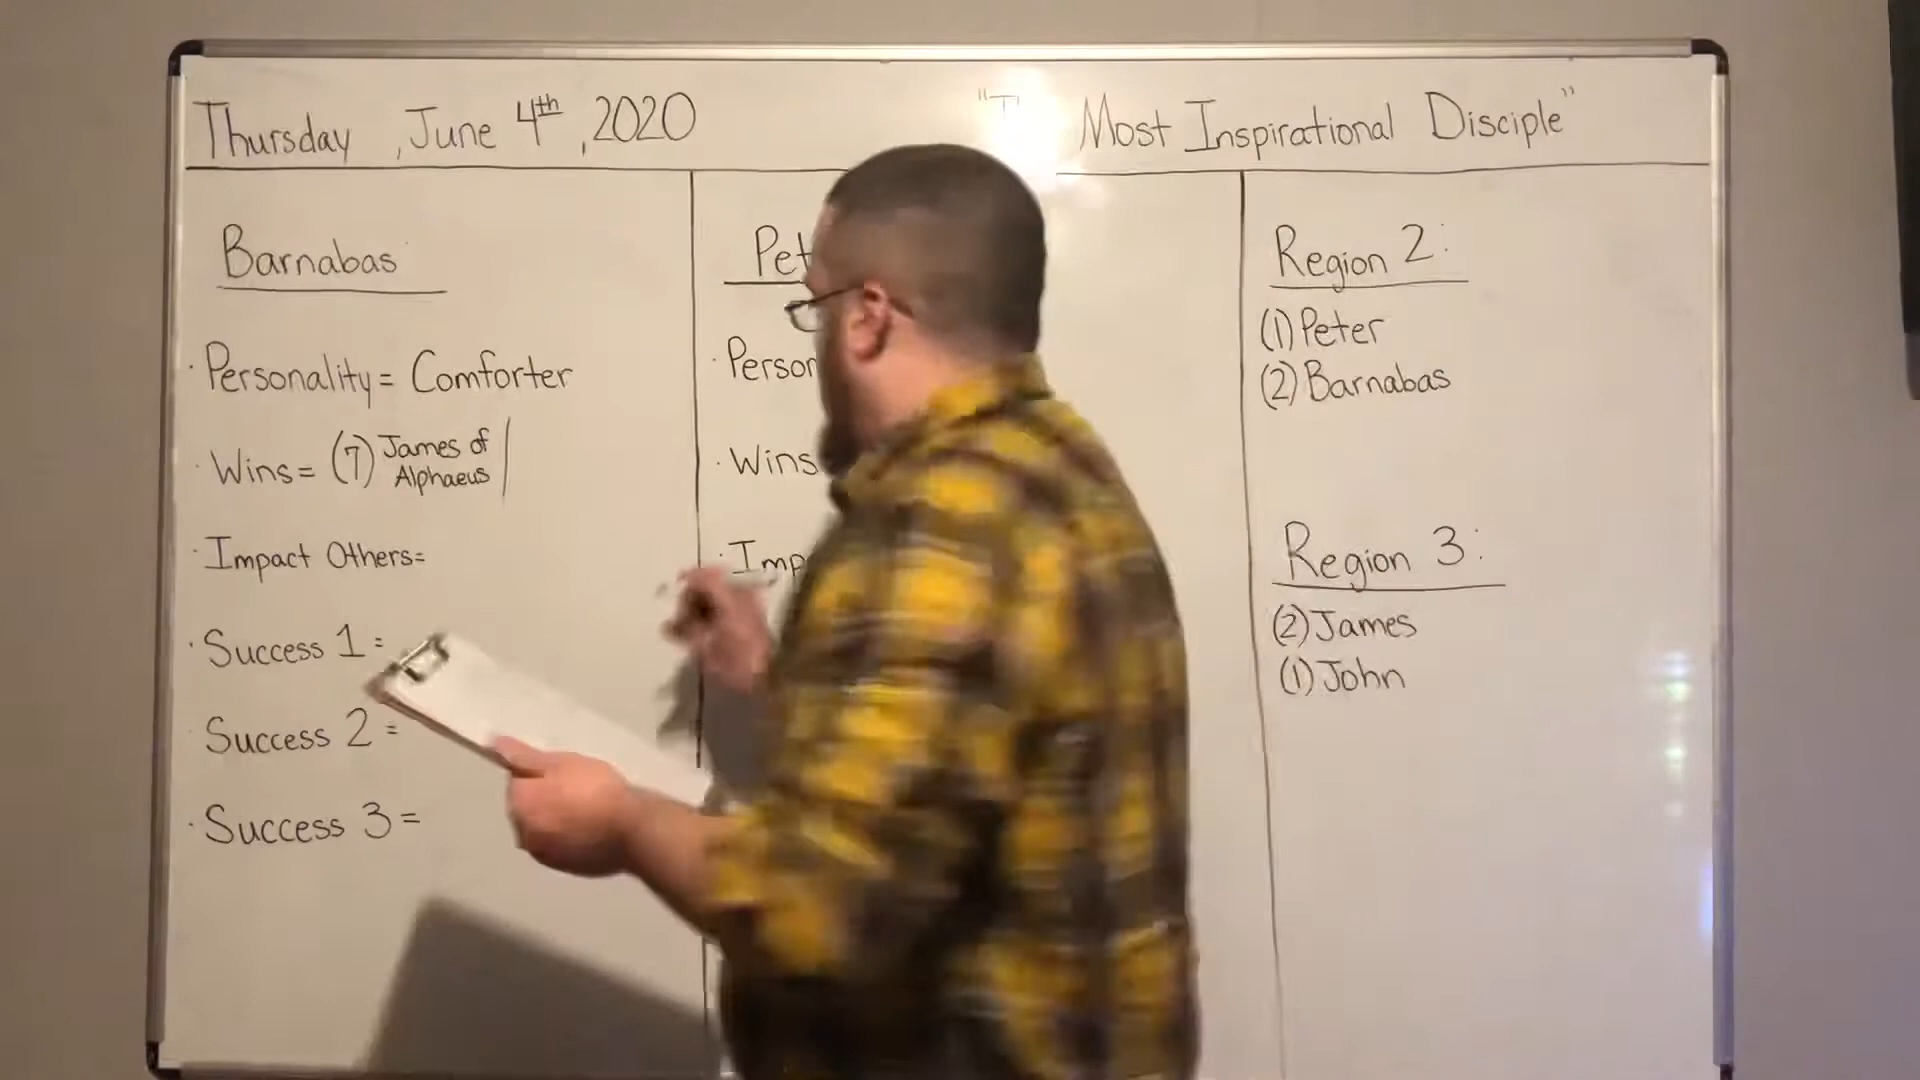 Thursday, June 4th, 2020
Most Inspirational Disciple"
Barnabas
· Personality = Comforter
· Wins = (7) James of
Alphaeus /
· Impact Others=
· Success 1 =
Success 2 =
· Success 3 =
· Wins
Region 2:
(1) Peter
(2) Barnabas
Region 3:
(2) James
(1) John